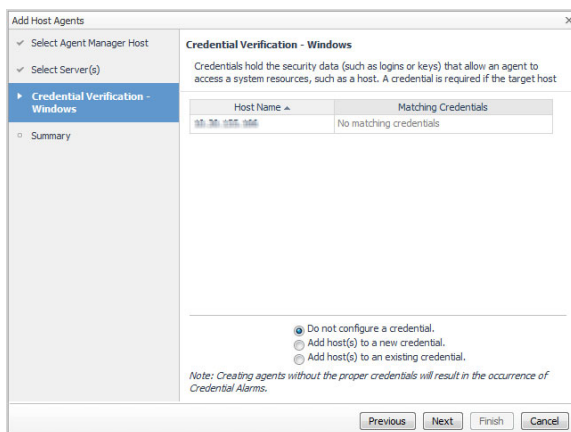 Add Host Agents
Select Agent Manager Host
Select Server(s)
Credential Verification -
Windows
Summary
Credential Verification - Windows
Credentials hold the security data (such as logins or keys) that allow an agent to
access a system resources, such as a host. A credential is required if the target host
Host Name
Matching Credentials
No matching credentials
Do not configure a credential.
Add host(s) to a new credential.
Add host(s) to an existing credential.
Note: Creating agents without the proper credentials will result in the occurrence of
Credential Alarms.
Previous
Next
Finish
Cancel